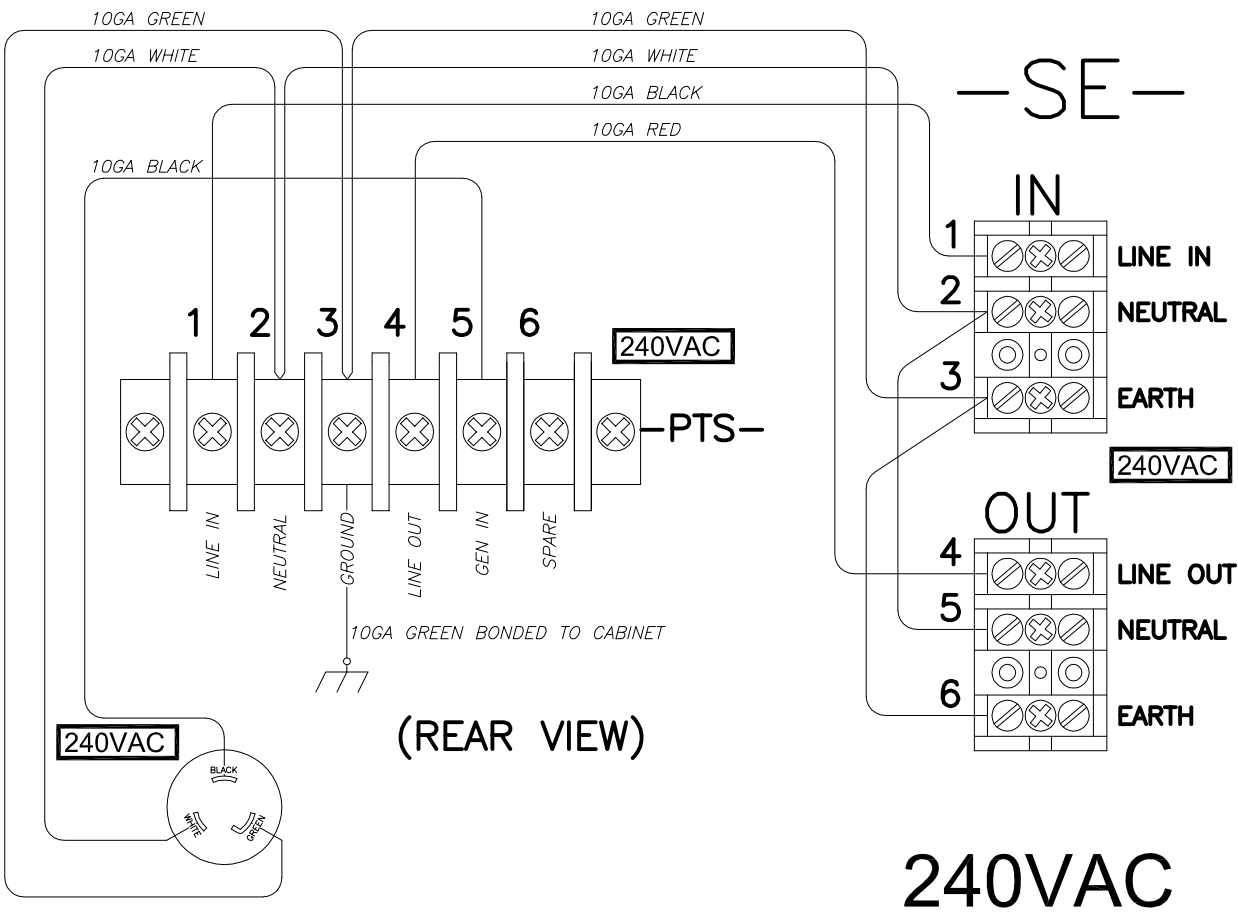 10GA GREEN
10GA GREEN
10GA WHITE
10GA WHITE
10GA BLACK
10GA RED
10GA BLACK
—SE—
IN
1
LINE IN
2
NEUTRAL
3
EARTH
1 2 3 4 5 6
240VAC
—PTS—
240VAC
LINE IN
NEUTRAL
GROUND
LINE OUT
GEN IN
SPARE
OUT
4
LINE OUT
5
NEUTRAL
6
EARTH
10GA GREEN BONDED TO CABINET
(REAR VIEW)
240VAC
BLACK
WHITE
GREEN
240VAC